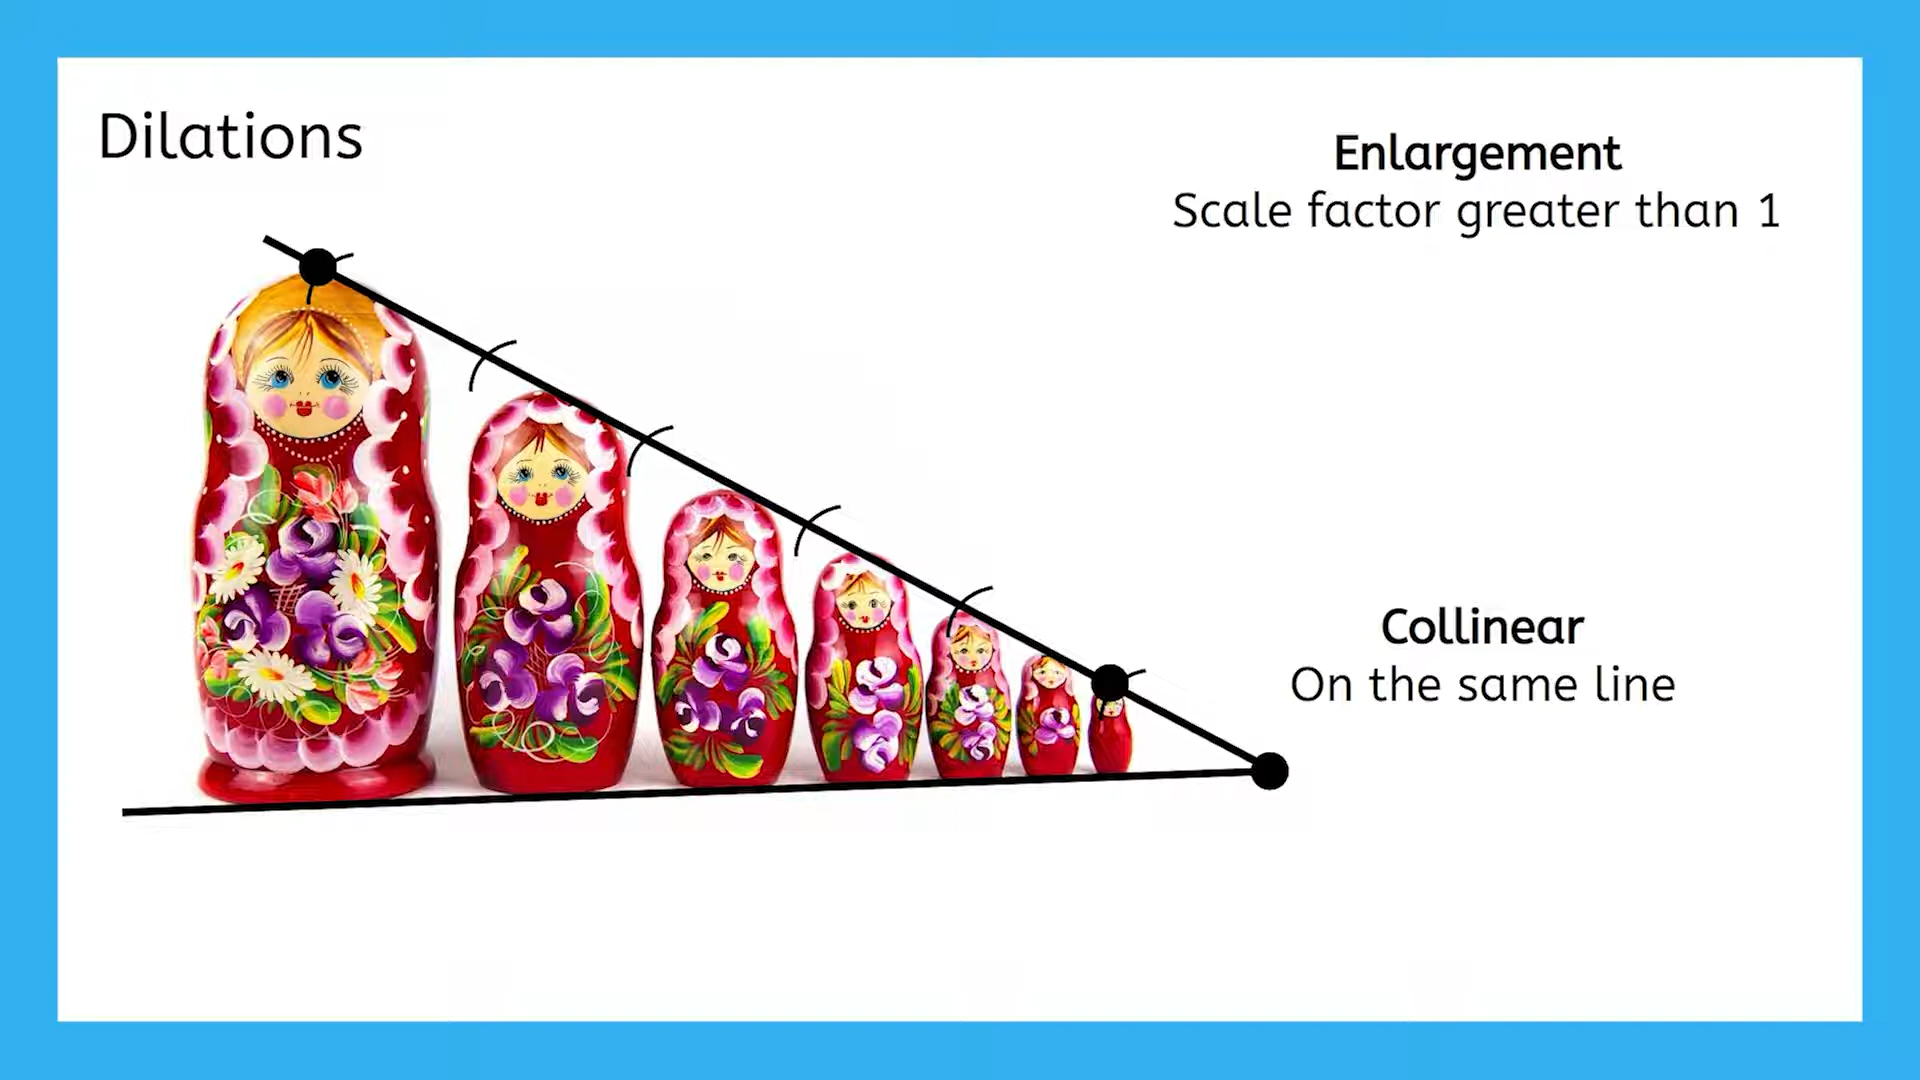 Dilations
Enlargement
Scale factor greater than 1
Collinear
On the same line